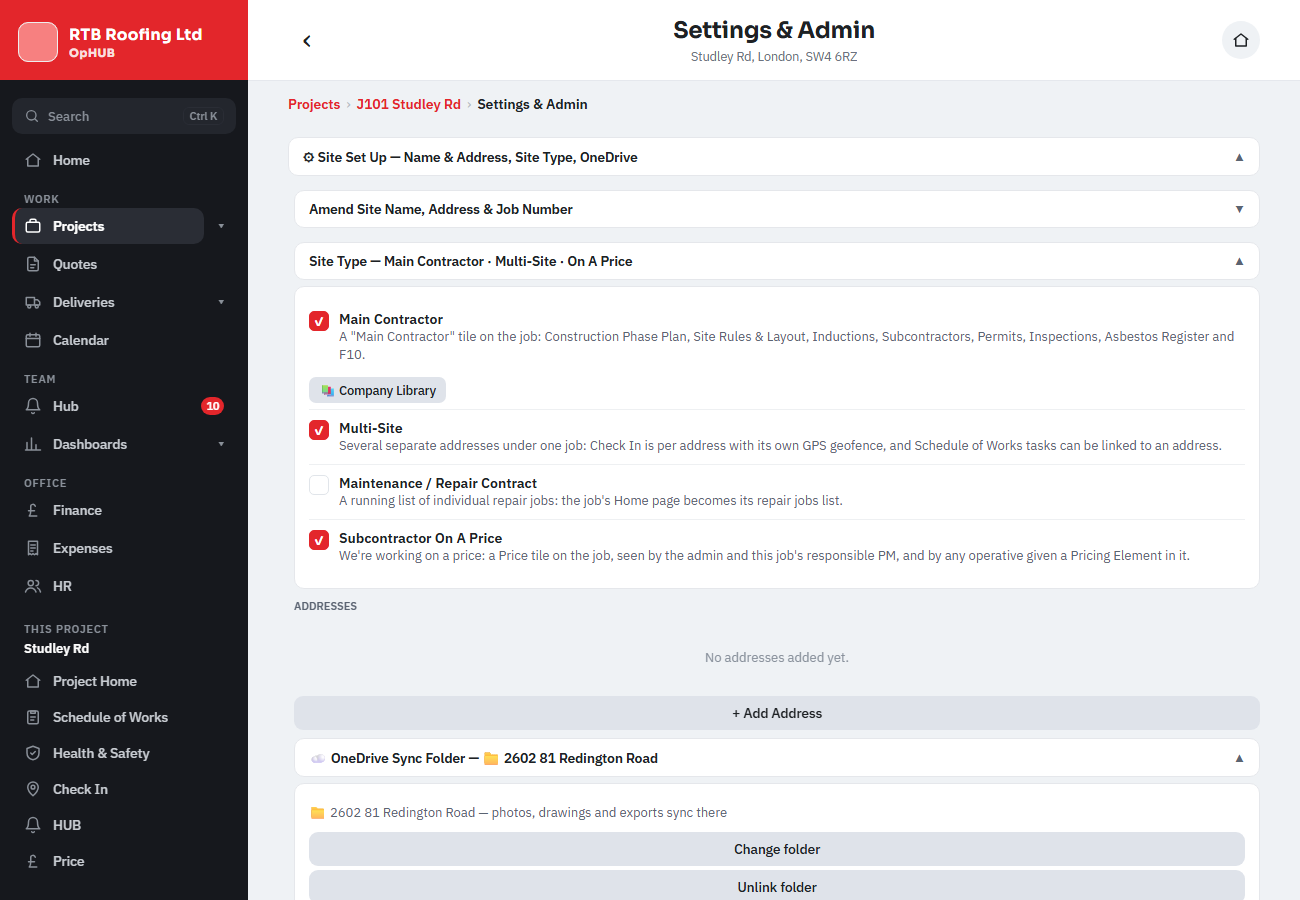 RTB Roofing Ltd
OpHUB
Search
Ctrl K
Home
WORK
Projects
Quotes
Deliveries
Calendar
TEAM
Hub
10
Dashboards
OFFICE
Finance
Expenses
HR
THIS PROJECT
Studley Rd
Project Home
Schedule of Works
Health & Safety
Check In
HUB
Price
Settings & Admin
Studley Rd, London, SW4 6RZ
Projects › J101 Studley Rd › Settings & Admin
Site Set Up — Name & Address, Site Type, OneDrive
Amend Site Name, Address & Job Number
Site Type — Main Contractor · Multi-Site · On A Price
Main Contractor
A "Main Contractor" tile on the job: Construction Phase Plan, Site Rules & Layout, Inductions, Subcontractors, Permits, Inspections, Asbestos Register and
F10.
Company Library
Multi-Site
Several separate addresses under one job: Check In is per address with its own GPS geofence, and Schedule of Works tasks can be linked to an address.
Maintenance / Repair Contract
A running list of individual repair jobs: the job's Home page becomes its repair jobs list.
Subcontractor On A Price
We're working on a price: a Price tile on the job, seen by the admin and this job's responsible PM, and by any operative given a Pricing Element in it.
ADDRESSES
No addresses added yet.
+ Add Address
OneDrive Sync Folder — 2602 81 Redington Road
2602 81 Redington Road — photos, drawings and exports sync there
Change folder
Unlink folder